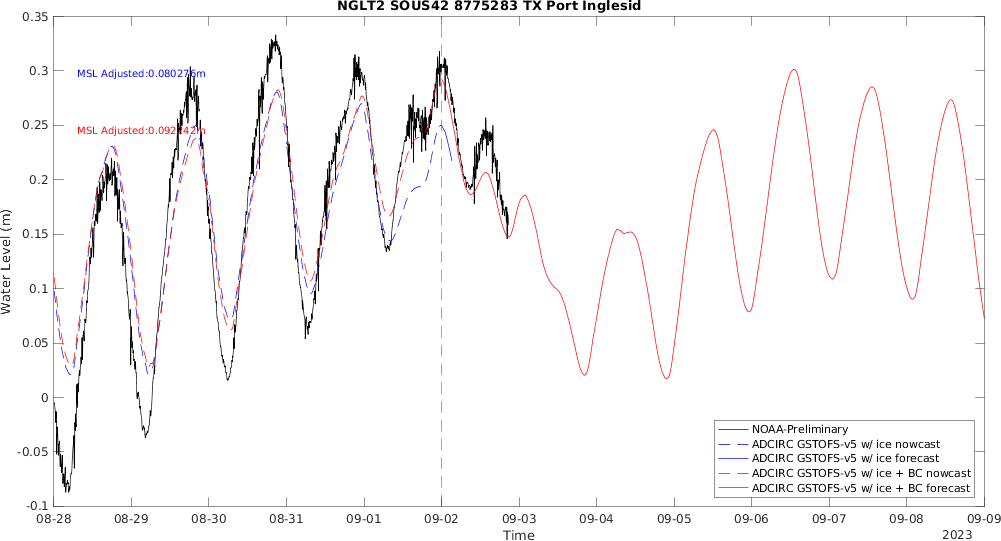 NGLT2 SOUS42 8775283 TX Port Inglesid
0.35
0.3
0.25
0.2
0.15
0.1
0.05
0
-0.05
-0.1
Water Level (m)
MSL Adjusted:0.080276m
MSL
NOAA-Preliminary
ADCIRC GSTOFS-v5 w/ ice nowcast
ADCIRC GSTOFS-v5 w/ ice forecast
ADCIRC GSTOFS-v5 w/ ice + BC nowcast
ADCIRC GSTOFS-v5 w/ ice + BC forecast
08-28 08-29 08-30 08-31 09-01 09-02 09-03 09-04 09-05 09-06 09-07 09-08 09-09
2023
Time